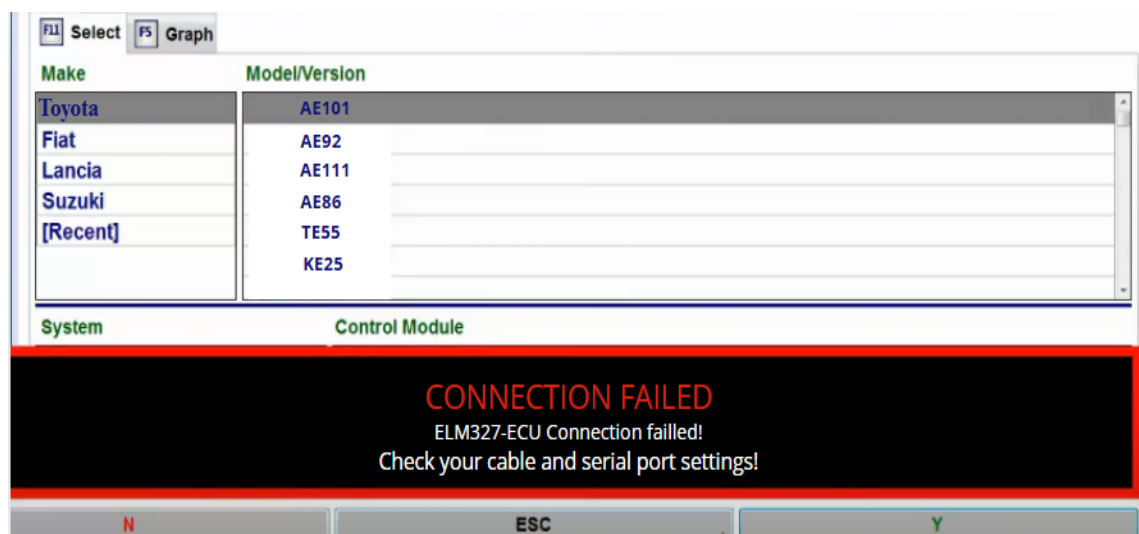 F11 Select F5 Graph
Make Model/Version
Toyota AE101
Fiat AE92
Lancia AE111
Suzuki AE86
[Recent] TE55
KE25
System Control Module
CONNECTION FAILED
ELM327-ECU Connection failled!
Check your cable and serial port settings!
N ESC Y